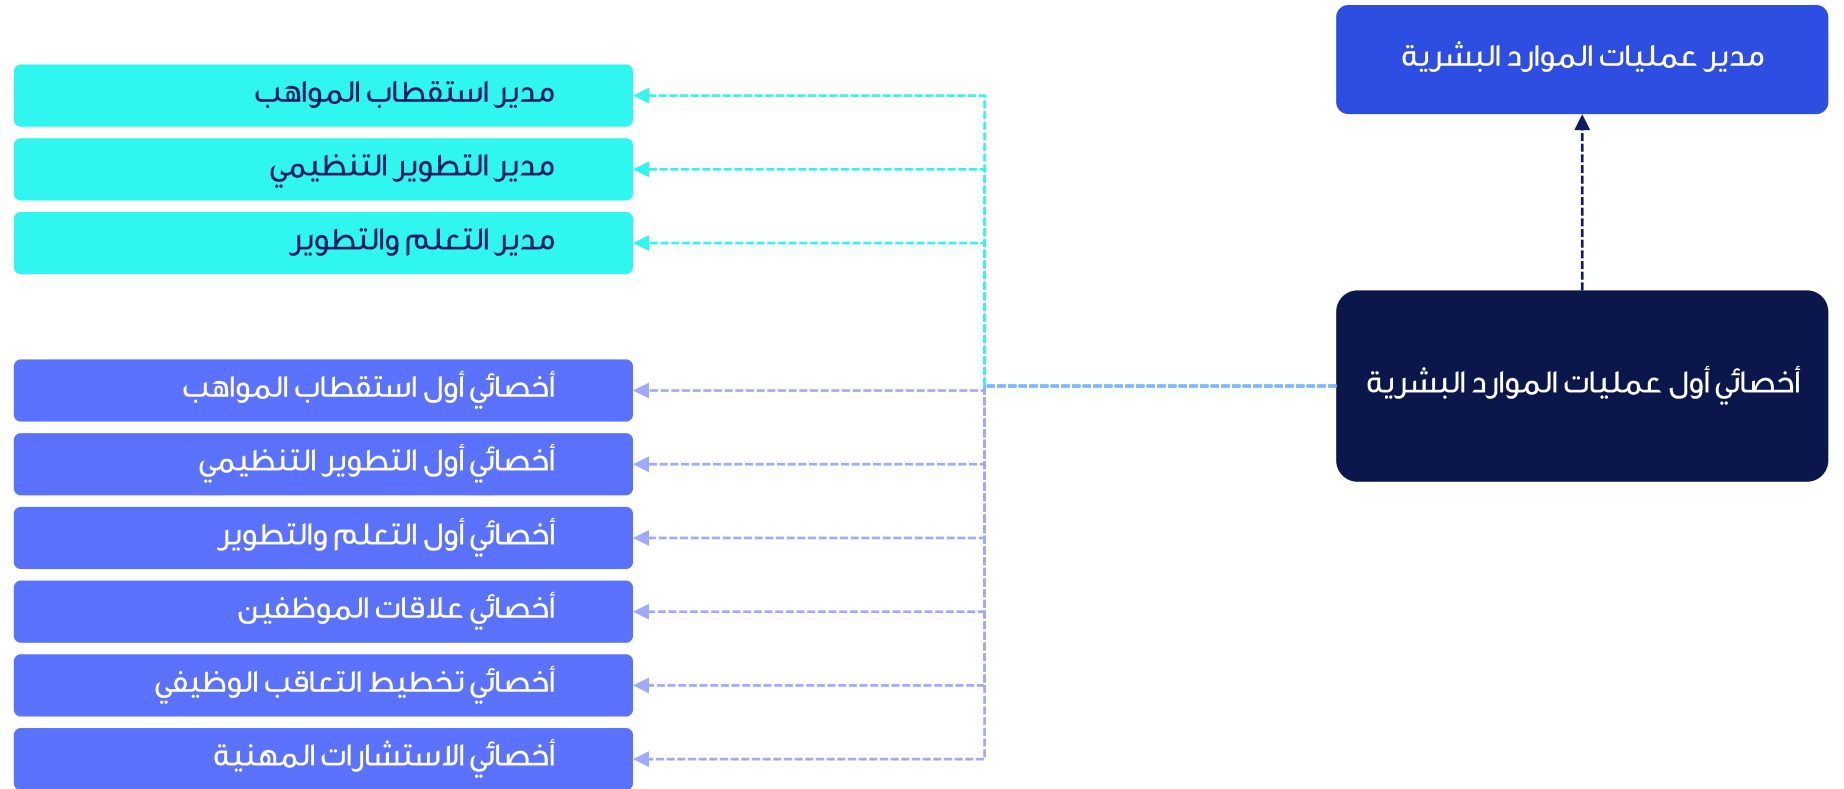 مدير عمليات الموارد البشرية
أخصائي أول عمليات الموارد البشرية
مدير استقطاب المواهب
مدير التطوير التنظيمي
مدير التعلم والتطوير
أخصائي أول استقطاب المواهب
أخصائي أول التطوير التنظيمي
أخصائي أول التعلم والتطوير
أخصائي علاقات الموظفين
أخصائي تخطيط التعاقب الوظيفي
أخصائي الاستشارات المهنية